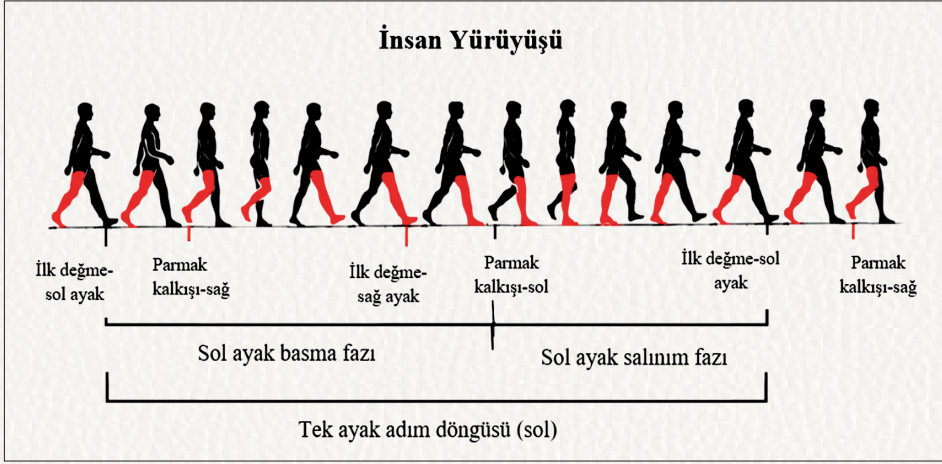 İnsan Yürüyüşü
İlk değme-
sol ayak
Parmak
kalkışı-sağ
İlk değme-
sağ ayak
Parmak
kalkışı-sol
İlk değme-sol
ayak
Parmak
kalkışı-sağ
Sol ayak basma fazı
Sol ayak salınım fazı
Tek ayak adım döngüsü (sol)